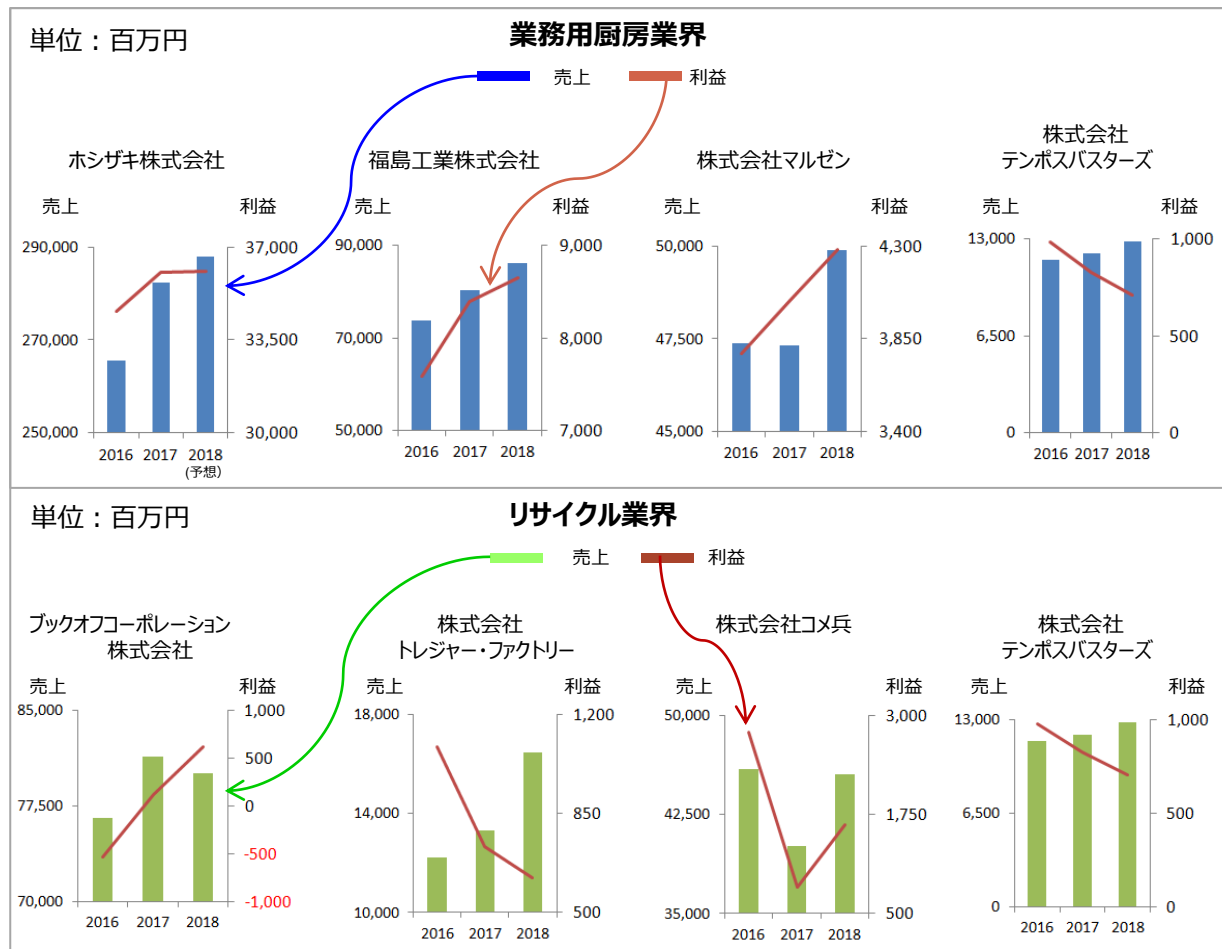 単位：百万円
業務用厨房業界
売上
利益
ホシザキ株式会社
売上
利益
290,000
270,000
250,000
37,000
33,500
30,000
2016 2017 2018
(予想)
福島工業株式会社
売上
利益
90,000
70,000
50,000
9,000
8,000
7,000
2016 2017 2018
株式会社マルゼン
売上
利益
50,000
47,500
45,000
4,300
3,850
3,400
2016 2017 2018
株式会社
テンポスバスターズ
売上
利益
13,000
6,500
0
1,000
500
0
2016 2017 2018
単位：百万円
リサイクル業界
売上
利益
ブックオフコーポレーション
株式会社
売上
利益
85,000
77,500
70,000
1,000
500
0
-500
-1,000
2016 2017 2018
株式会社
トレジャー・ファクトリー
売上
利益
18,000
14,000
10,000
1,200
850
500
2016 2017 2018
株式会社コメ兵
売上
利益
50,000
42,500
35,000
3,000
1,750
500
2016 2017 2018
株式会社
テンポスバスターズ
売上
利益
13,000
6,500
0
1,000
500
0
2016 2017 2018